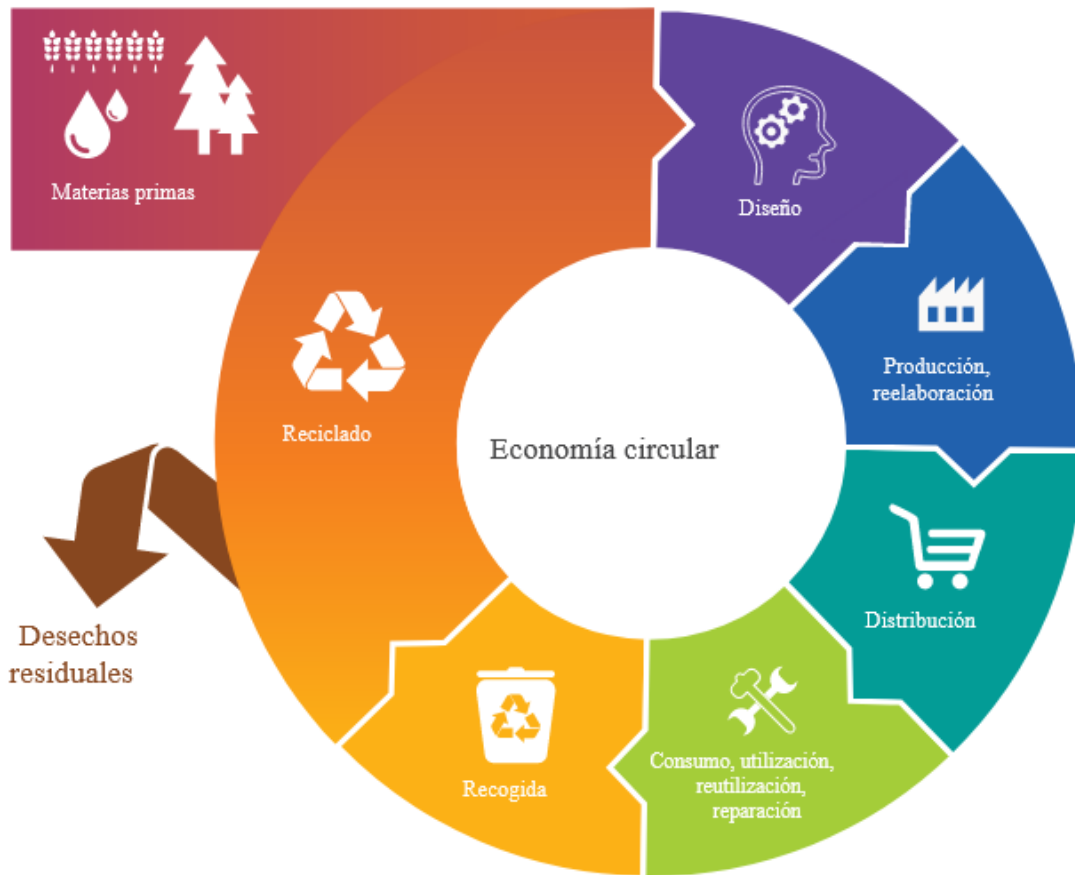 Materias primas
Diseño
Producción,
reelaboración
Reciclado
Economía circular
Distribución
Desechos
residuales
Consumo, utilización,
reutilización,
reparación
Recogida